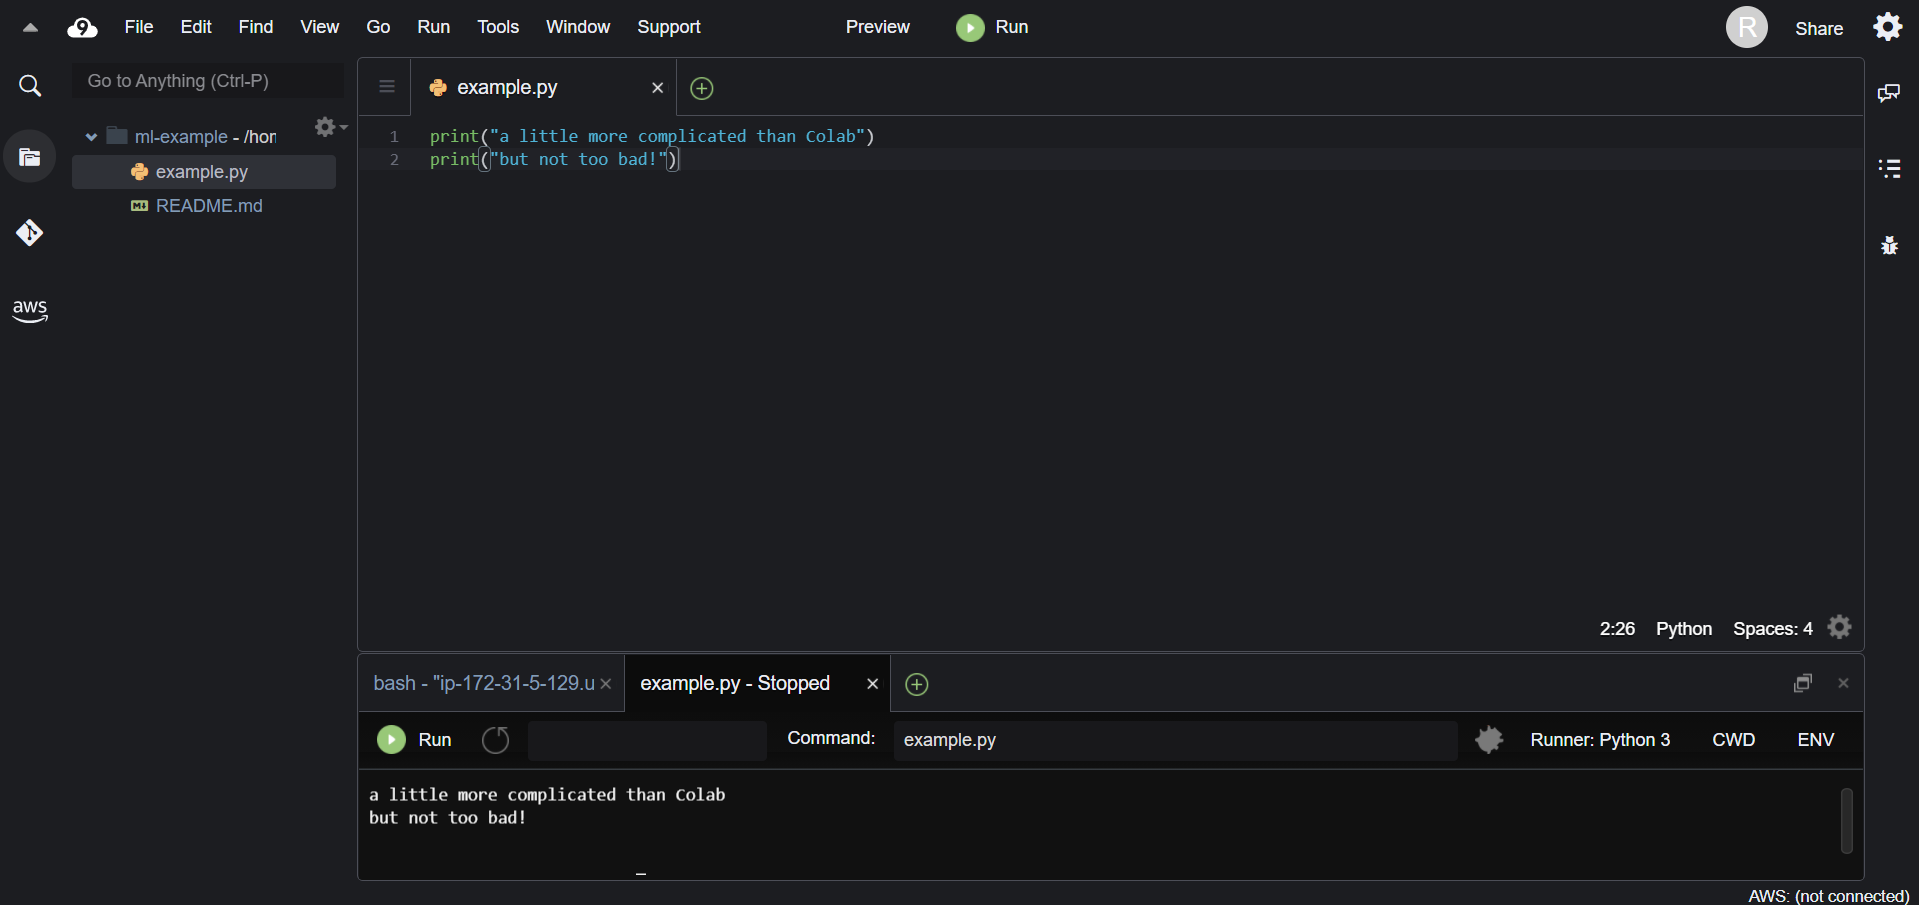 9 File Edit Find View Go Run Tools Window Support Preview Run R Share
Go to Anything (Ctrl-P)
example.py
ml-example - /hom
example.py
README.md
aws
1 print("a little more complicated than Colab")
2 print("but not too bad!")
2:26 Python Spaces: 4
bash - "ip-172-31-5-129.u example.py - Stopped
Run Command: example.py Runner: Python 3 CWD ENV
a little more complicated than Colab
but not too bad!
AWS: (not connected)